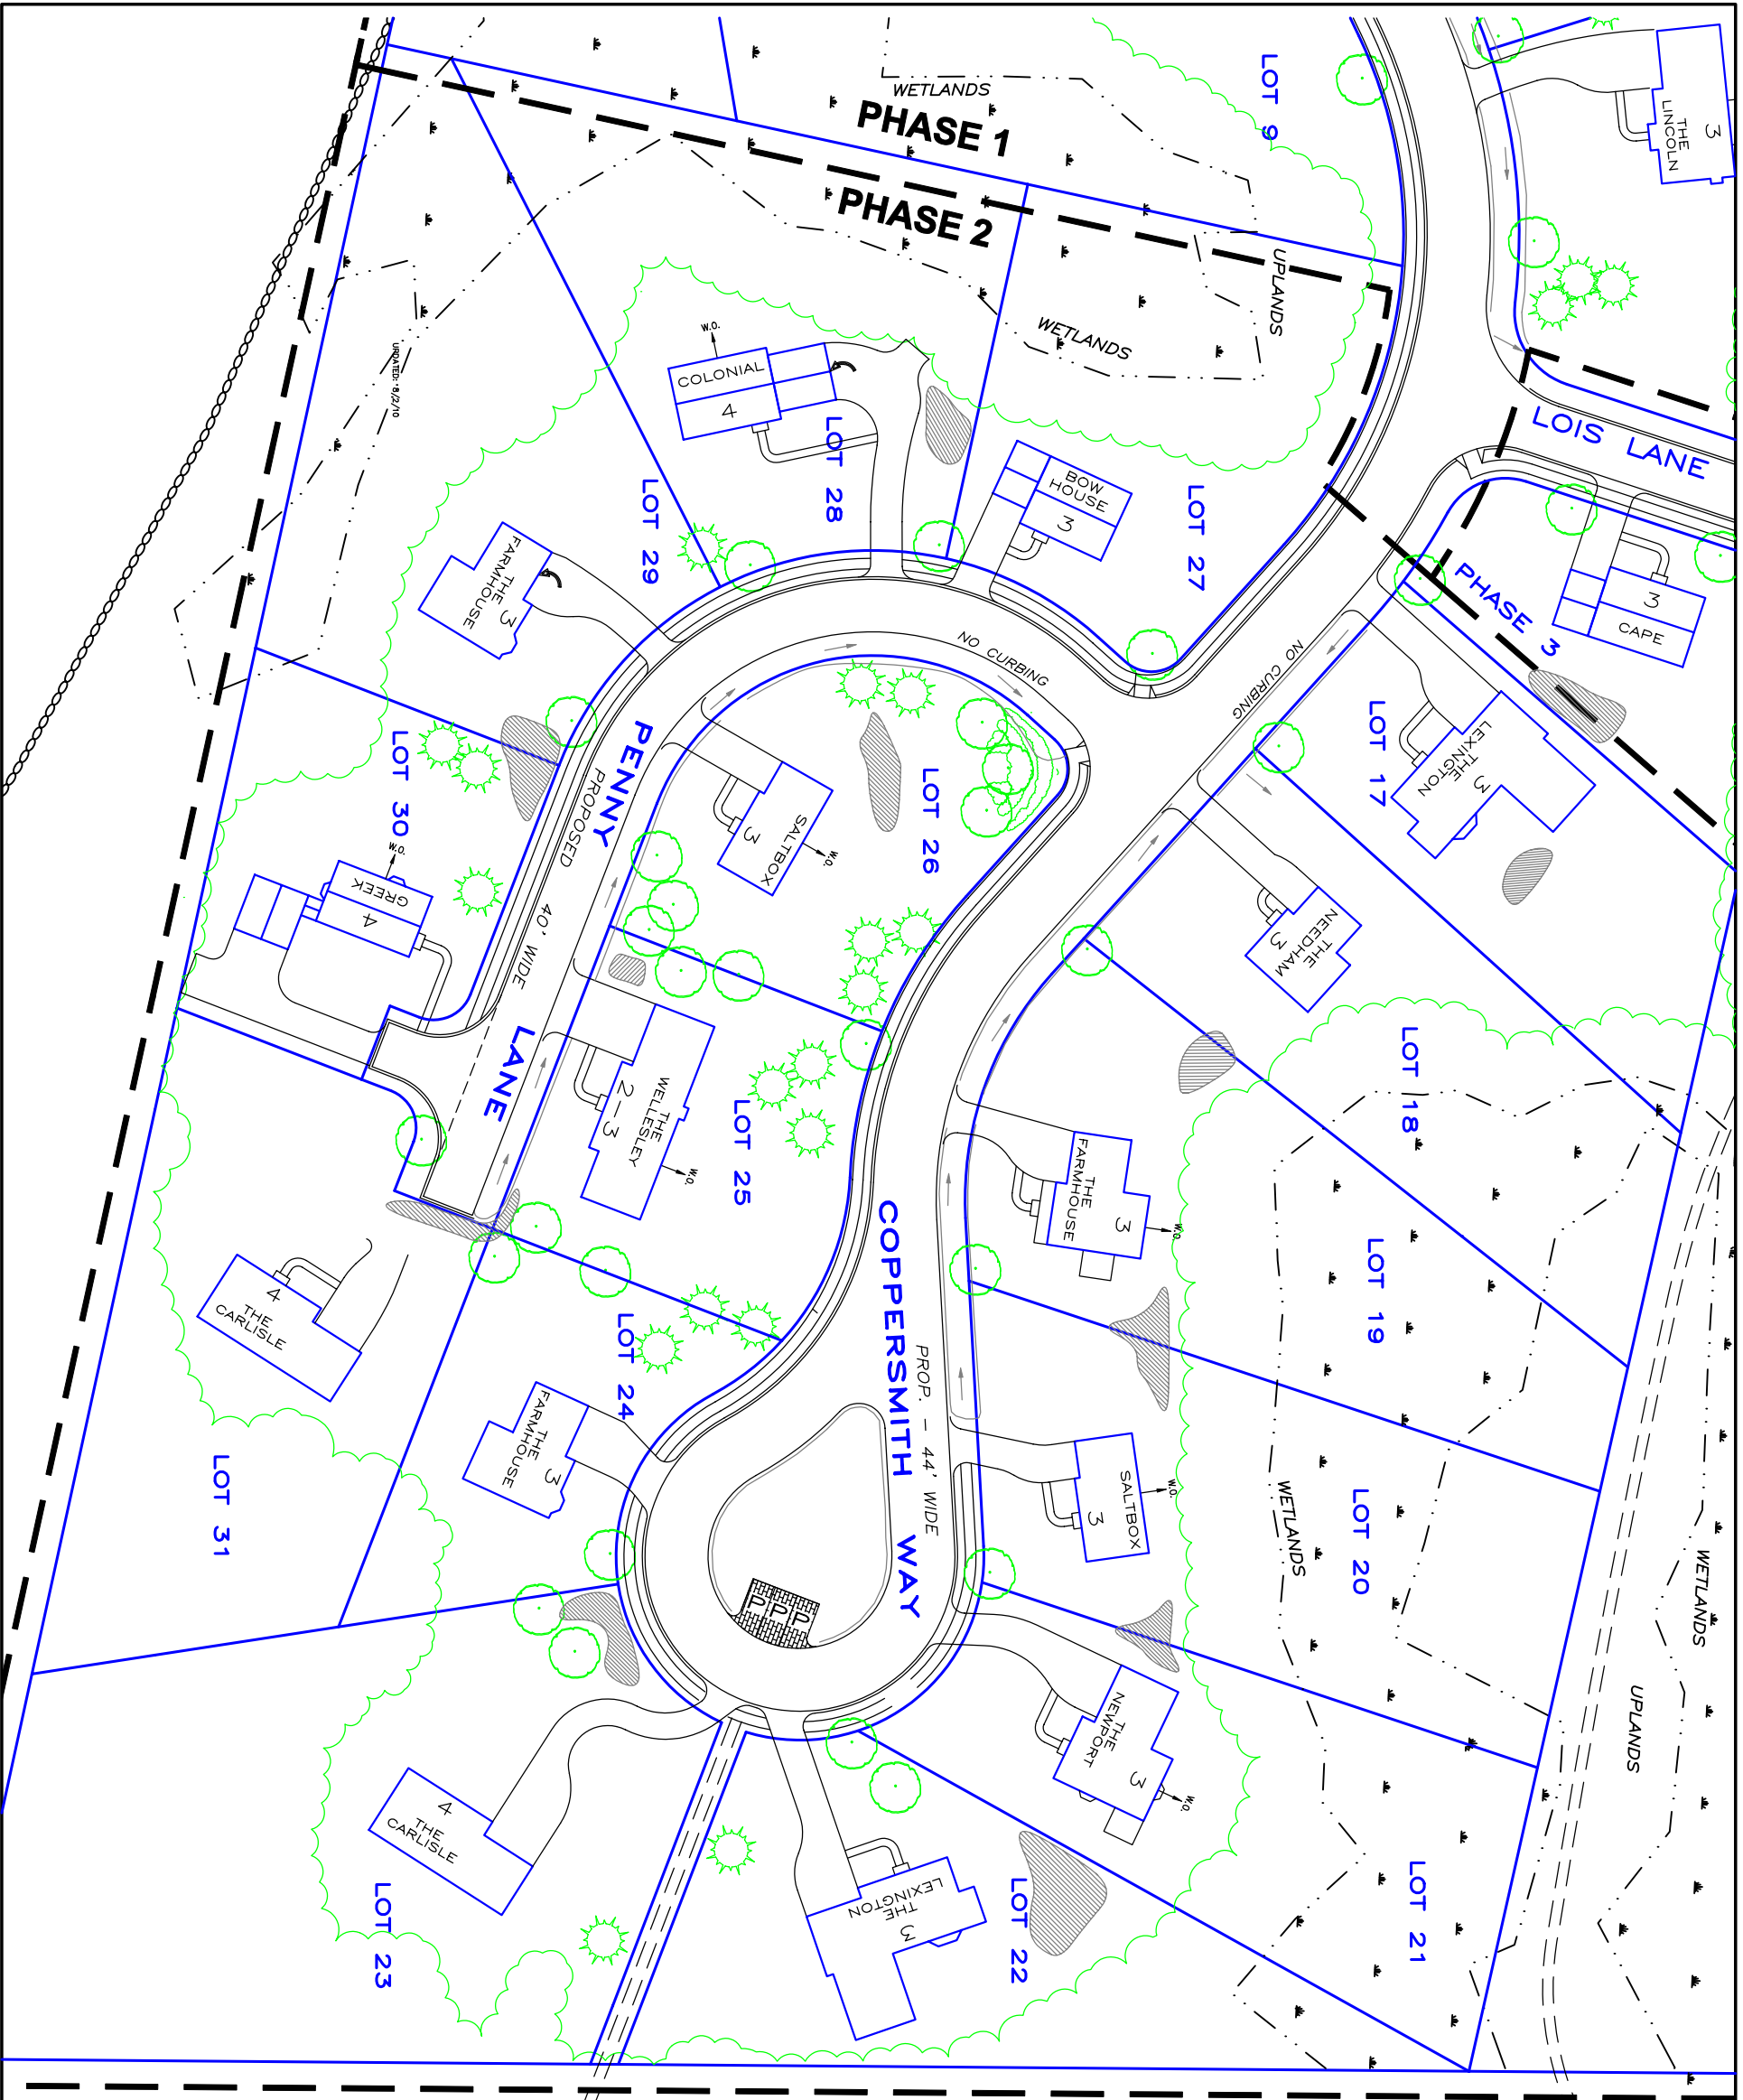 LOT 9
3
THE
LINCOLN
WETLANDS
PHASE 1
PHASE 2
UPLANDS
WETLANDS
LOIS LANE
UPDATED: 8/2/10
W.O.
COLONIAL
4
LOT 28
BOW
HOUSE
3
LOT 27
LOT 29
THE
FARMHOUSE
3
PHASE 3
3
CAPE
NO CURBING
NO CURBING
LOT 17
THE
LEXINGTON
3
LOT 26
SALTBOX
3
W.O.
PENNY
LANE
PROPOSED
40' WIDE
LOT 30
W.O.
GREEK
4
THE
NEEDHAM
3
LOT 18
THE
WELLESLEY
2-3
W.O.
LOT 25
THE
FARMHOUSE
3
W.O.
LOT 19
COPPERSMITH WAY
PROP. - 44' WIDE
4
THE
CARLISLE
LOT 24
THE
FARMHOUSE
3
LOT 31
SALTBOX
3
W.O.
WETLANDS
LOT 20
WETLANDS
UPLANDS
PPP
THE
NEWPORT
3
W.O.
4
THE
CARLISLE
LOT 23
THE
LEXINGTON
3
LOT 22
LOT 21